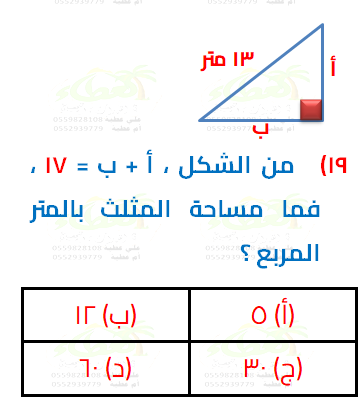 ١٣ متر
أ
ب
١٩) من الشكل ، أ + ب = ١٧ ،
فما مساحة المثلث بالمتر
المربع ؟
(أ) ٥ (ب) ١٢
(ج) ٣٠ (د) ٦٠